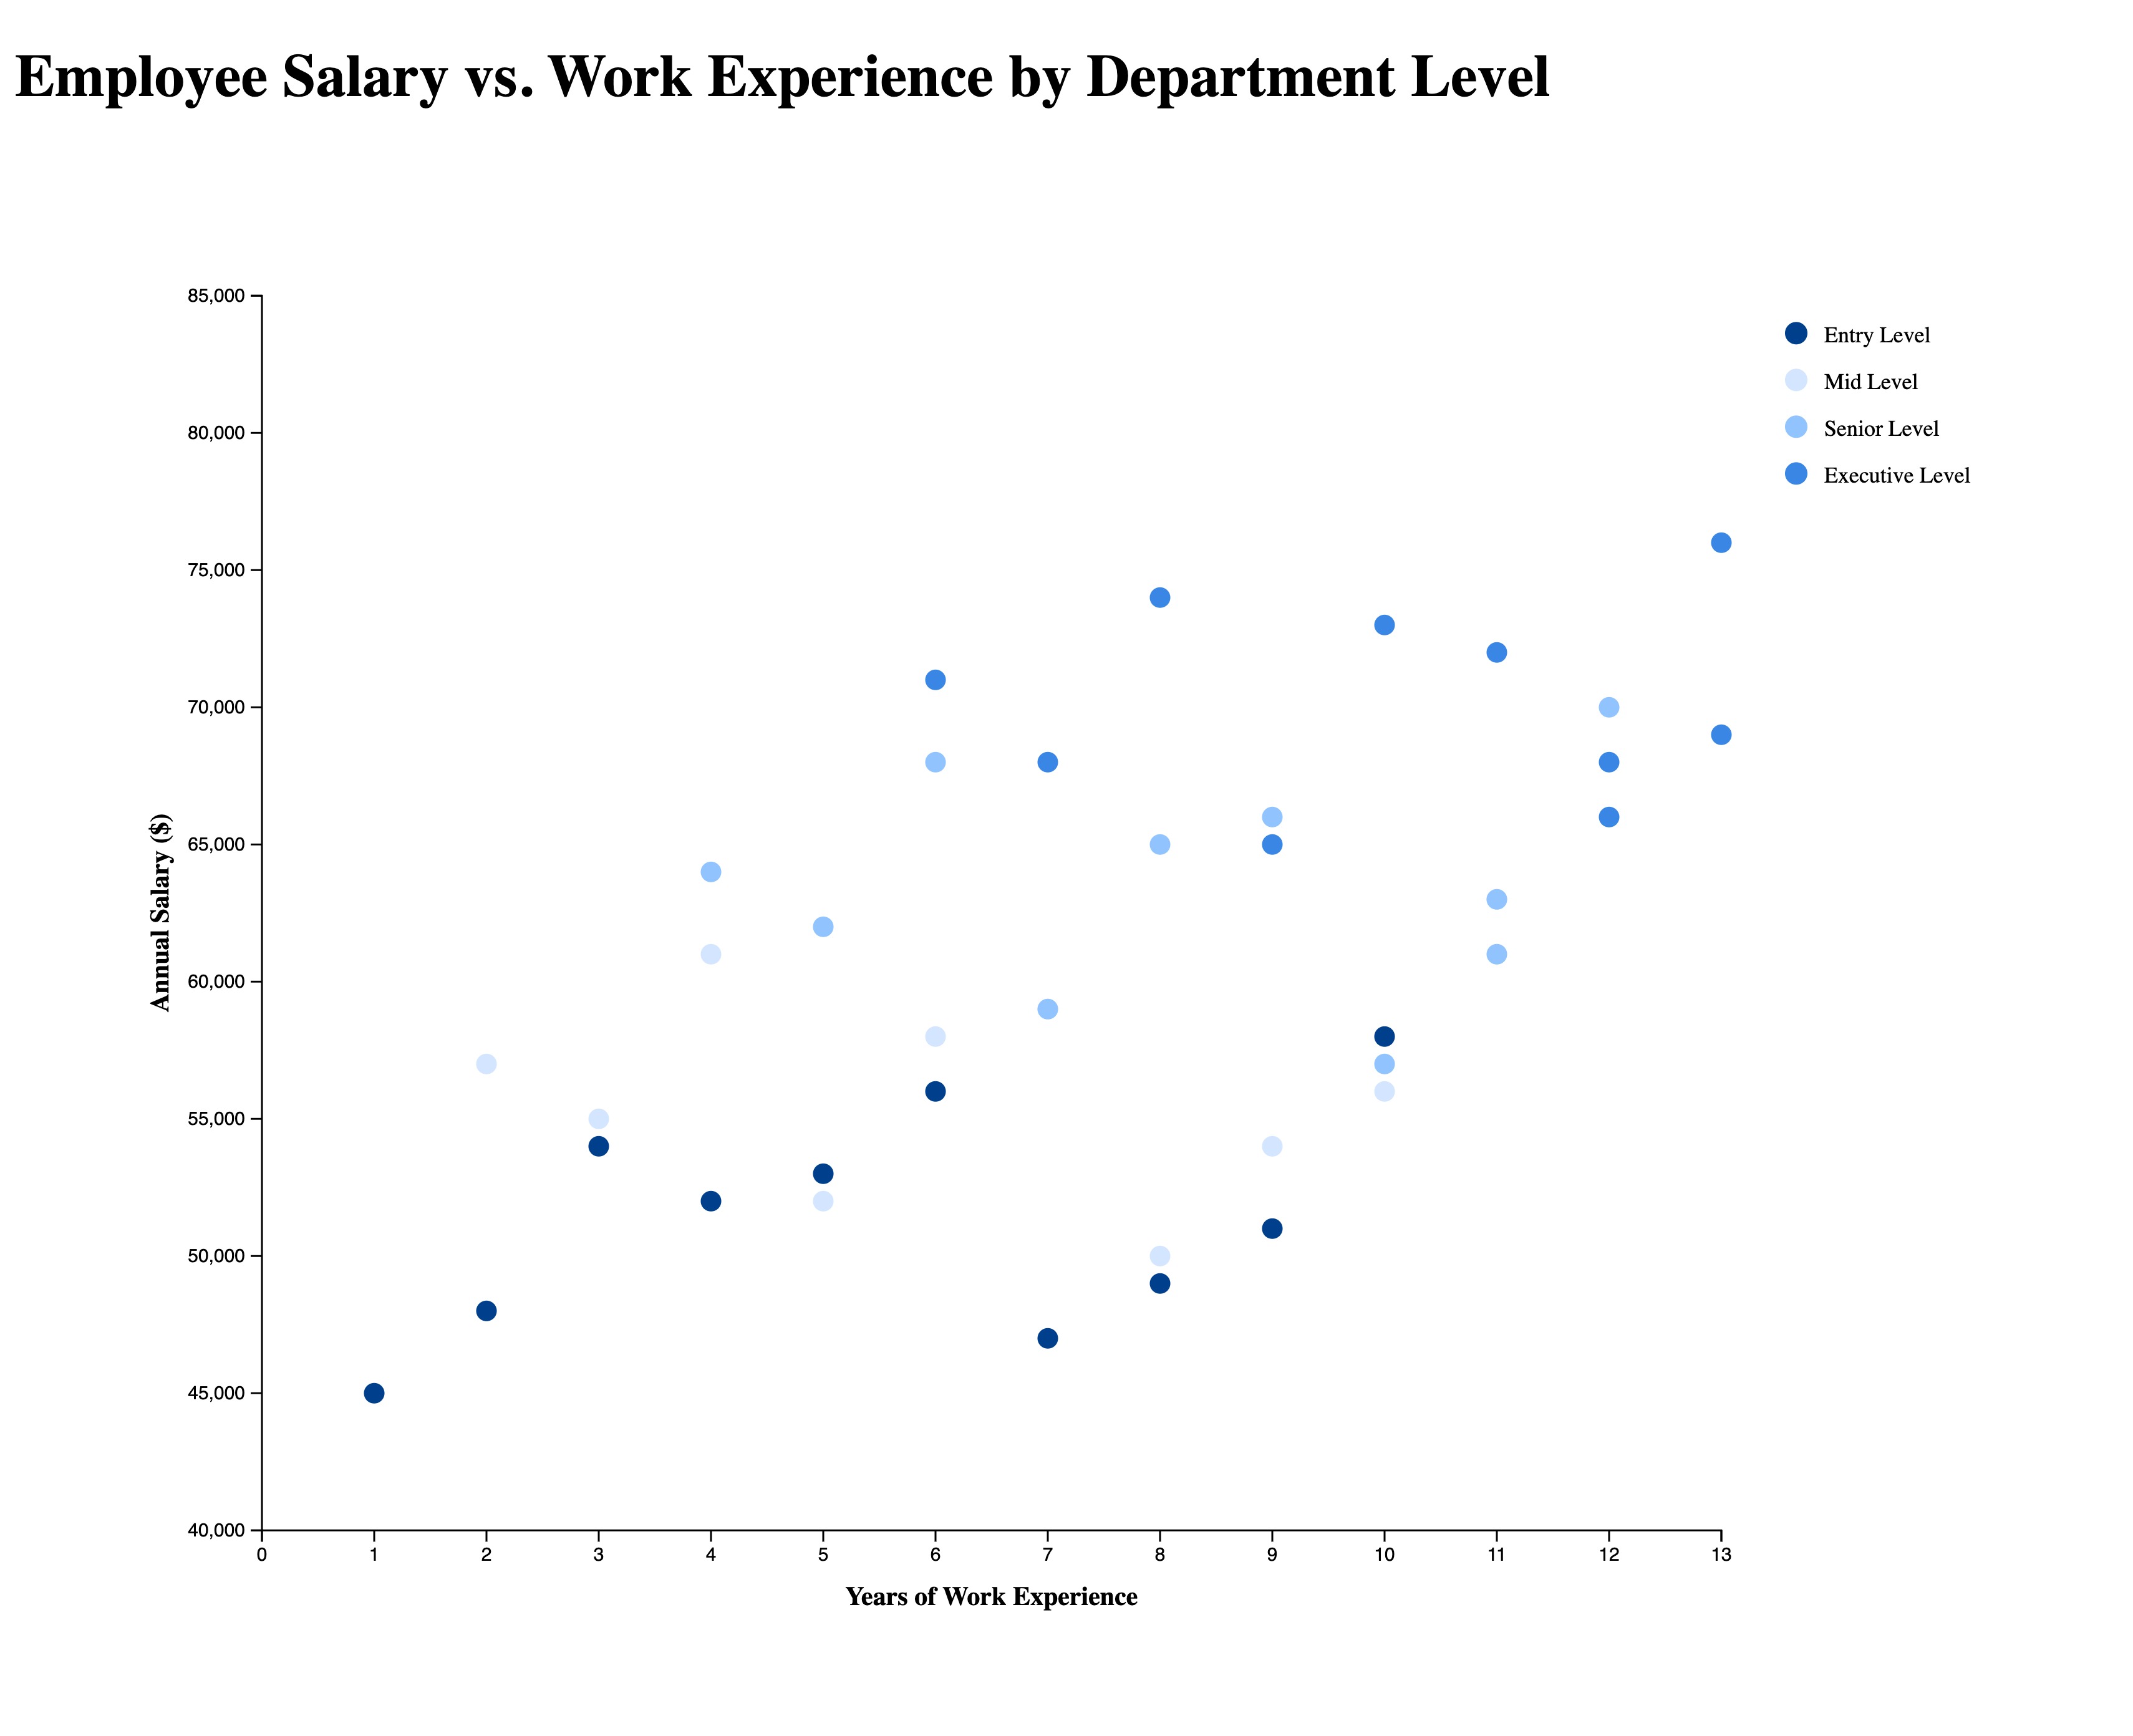 Employee Salary vs. Work Experience by Department Level
85,000
80,000
75,000
70,000
65,000
60,000
55,000
50,000
45,000
40,000
Annual Salary ($)
0 1 2 3 4 5 6 7 8 9 10 11 12 13
Years of Work Experience
Entry Level
Mid Level
Senior Level
Executive Level